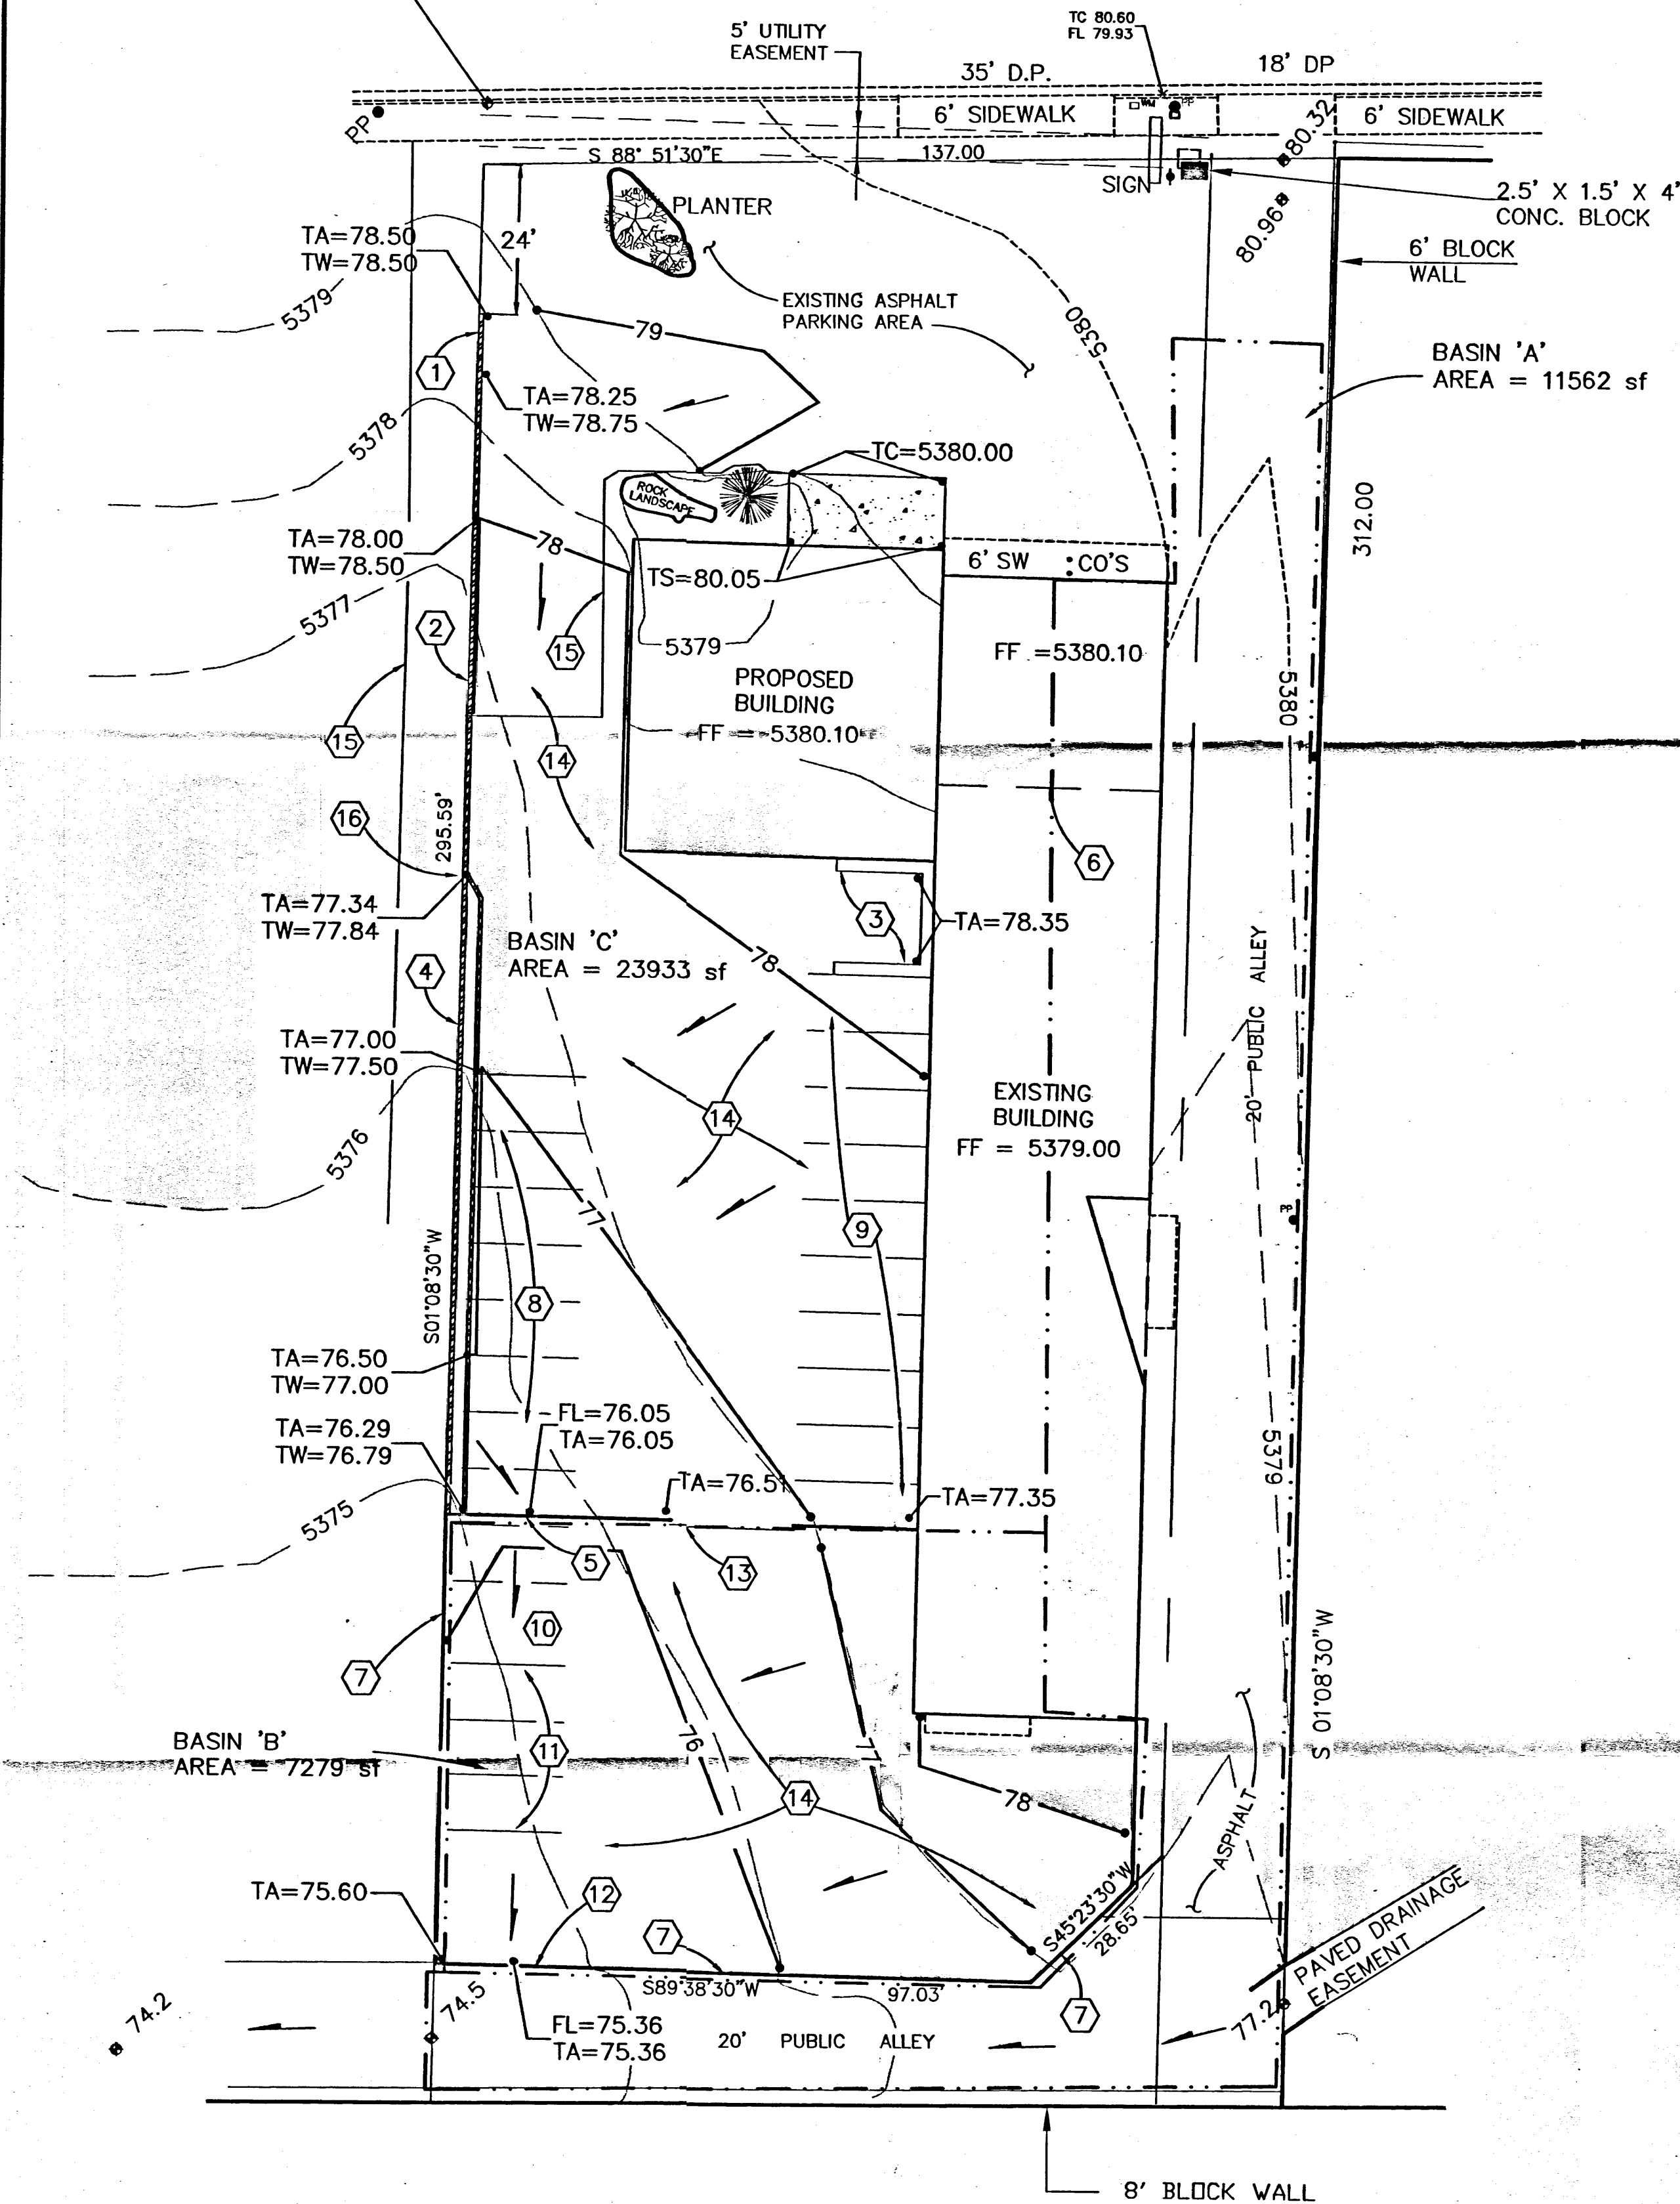 TC 80.60
FL 79.93
5' UTILITY
EASEMENT
35' D.P.
18' DP
PP
6' SIDEWALK
WM
PP
80.32
6' SIDEWALK
S 88° 51'30"E
137.00
SIGN
80.96
2.5' X 1.5' X 4'
CONC. BLOCK
PLANTER
6' BLOCK
WALL
TA=78.50
TW=78.50
24'
5379
EXISTING ASPHALT
PARKING AREA
5380
79
BASIN 'A'
AREA = 11562 sf
1
TA=78.25
TW=78.75
5378
TC=5380.00
ROCK
LANDSCAPE
312.00
TA=78.00
TW=78.50
78
6' SW
CO'S
TS=80.05
5377
2
15
5379
FF =5380.10
PROPOSED
BUILDING
FF = 5380.10
5380
15
14
16
295.59'
6
TA=77.34
TW=77.84
3
TA=78.35
BASIN 'C'
AREA = 23933 sf
78
4
20' PUBLIC ALLEY
TA=77.00
TW=77.50
14
EXISTING
BUILDING
FF = 5379.00
5376
77
9
PP
S01°08'30"W
8
TA=76.50
TW=77.00
TA=76.29
TW=76.79
FL=76.05
TA=76.05
5379
TA=76.51
TA=77.35
5375
5
13
10
7
S 01°08'30"W
76
77
BASIN 'B'
AREA = 7279 sf
11
14
78
ASPHALT
TA=75.60
12
7
S45°23'30"W
28.65'
PAVED DRAINAGE
EASEMENT
S89°38'30"W
97.03'
74.2
74.5
7
77.2
FL=75.36
TA=75.36
20' PUBLIC ALLEY
8' BLOCK WALL